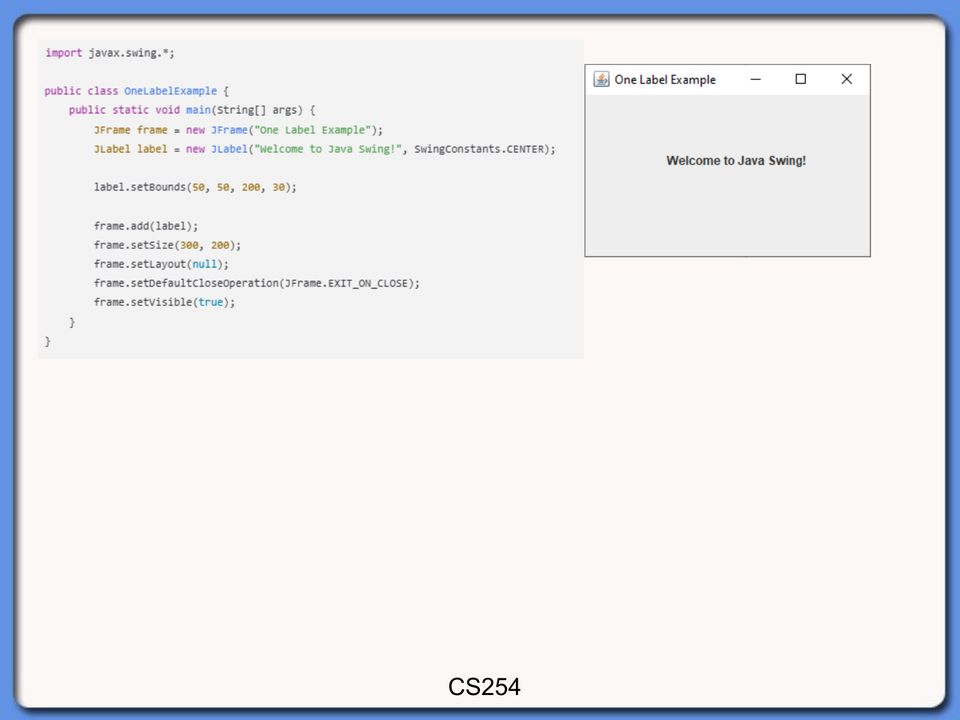 import javax.swing.*;
public class OneLabelExample {
public static void main(String[] args) {
JFrame frame = new JFrame("One Label Example");
JLabel label = new JLabel("Welcome to Java Swing!", SwingConstants.CENTER);
label.setBounds(50, 50, 200, 30);
frame.add(label);
frame.setSize(300, 200);
frame.setLayout(null);
frame.setDefaultCloseOperation(JFrame.EXIT_ON_CLOSE);
frame.setVisible(true);
}
}
One Label Example
Welcome to Java Swing!
CS254